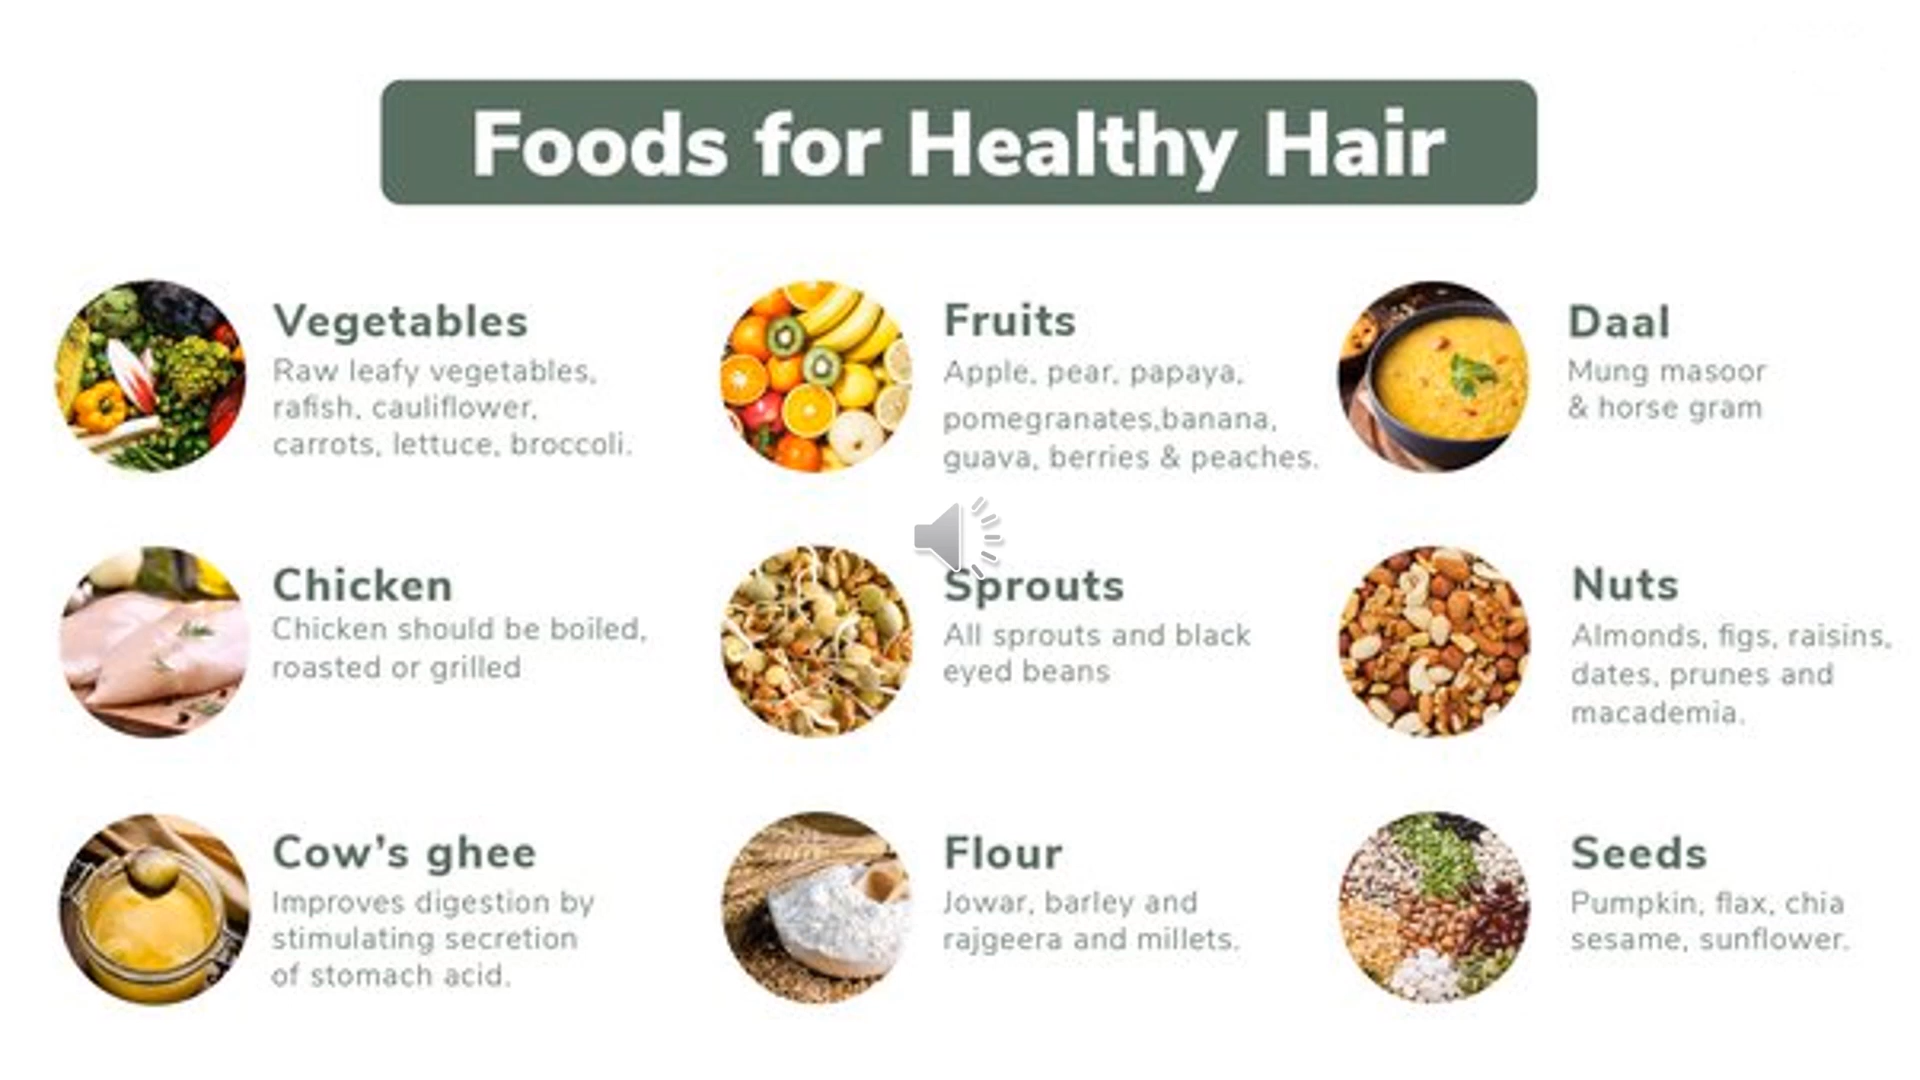 Foods for Healthy Hair
Vegetables
Raw leafy vegetables,
rafish, cauliflower,
carrots, lettuce, broccoli.
Fruits
Apple, pear, papaya,
pomegranates,banana,
guava, berries & peaches.
Daal
Mung masoor
& horse gram
Chicken
Chicken should be boiled,
roasted or grilled
Sprouts
All sprouts and black
eyed beans
Nuts
Almonds, figs, raisins,
dates, prunes and
macademia.
Cow's ghee
Improves digestion by
stimulating secretion
of stomach acid.
Flour
Jowar, barley and
rajgeera and millets.
Seeds
Pumpkin, flax, chia
sesame, sunflower.